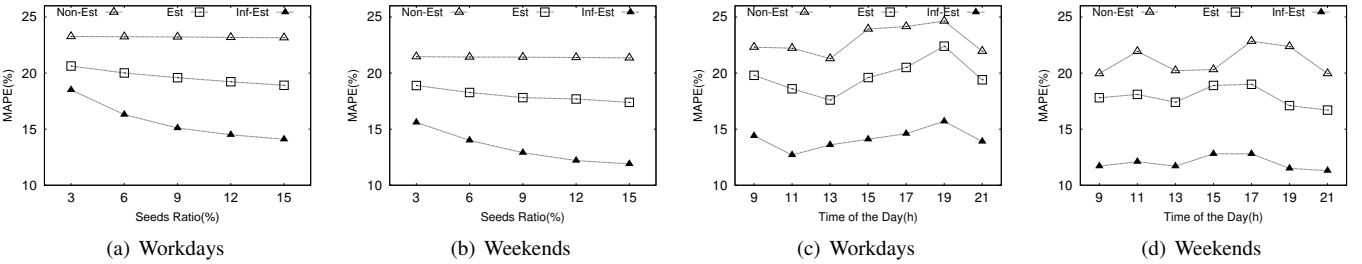 Non-Est Est Inf-Est
25
20
15
10
MAPE(%)
3 6 9 12 15
Seeds Ratio(%)
(a) Workdays
Non-Est Est Inf-Est
25
20
15
10
MAPE(%)
3 6 9 12 15
Seeds Ratio(%)
(b) Weekends
Non-Est Est Inf-Est
25
20
15
10
MAPE(%)
9 11 13 15 17 19 21
Time of the Day(h)
(c) Workdays
Non-Est Est Inf-Est
25
20
15
10
MAPE(%)
9 11 13 15 17 19 21
Time of the Day(h)
(d) Weekends